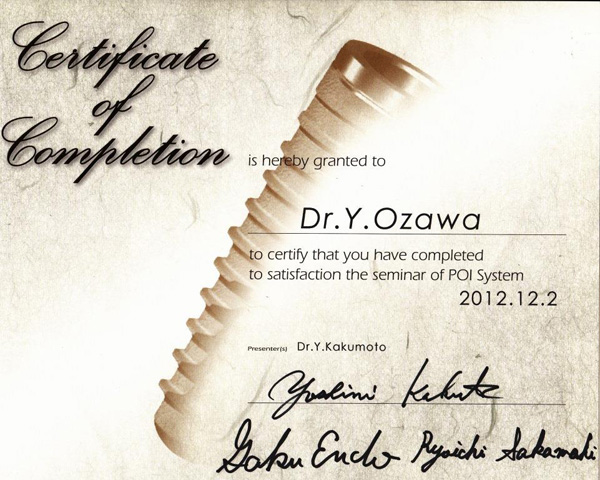 Certificate
of
Completion
is hereby granted to
Dr.Y.Ozawa
to certify that you have completed
to satisfaction the seminar of POI System
2012.12.2
Presenter(s) Dr.Y.Kakumoto
Yoshimi
Gaku Endo Ryoichi Sakamaki